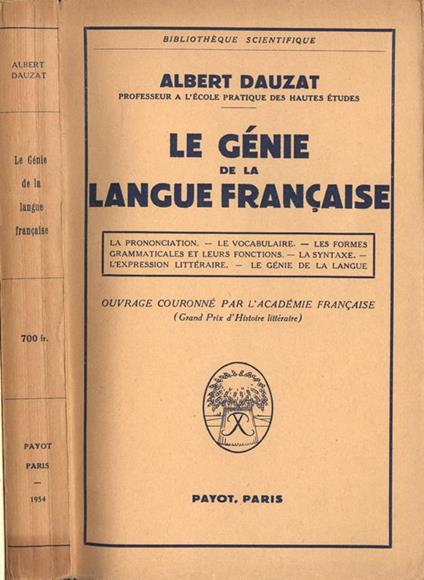 ALBERT
DAUZAT
Le Génie
de la
langue
française
700 fr.
PAYOT
PARIS
—
1954
BIBLIOTHÈQUE SCIENTIFIQUE
ALBERT DAUZAT
PROFESSEUR A L'ÉCOLE PRATIQUE DES HAUTES ÉTUDES
LE GÉNIE
DE LA
LANGUE FRANÇAISE
LA PRONONCIATION. — LE VOCABULAIRE. — LES FORMES
GRAMMATICALES ET LEURS FONCTIONS. — LA SYNTAXE. —
L'EXPRESSION LITTÉRAIRE. — LE GÉNIE DE LA LANGUE
OUVRAGE COURONNÉ PAR L'ACADÉMIE FRANÇAISE
(Grand Prix d'Histoire littéraire)
PAYOT, PARIS